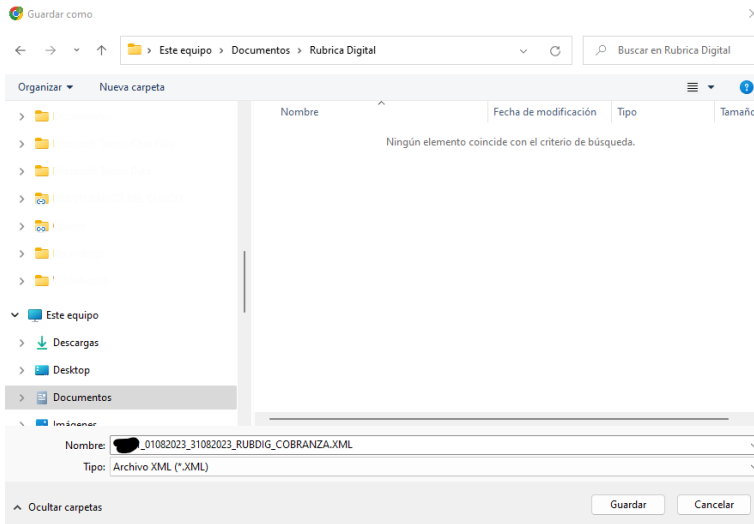 Guardar como
Este equipo > Documentos > Rubrica Digital
Buscar en Rubrica Digital
Organizar
Nueva carpeta
Nombre
Fecha de modificación
Tipo
Tamaño
Ningún elemento coincide con el criterio de búsqueda.
Este equipo
Descargas
Desktop
Documentos
Imágenes
Nombre:
_01082023_31082023_RUBDIG_COBRANZA.XML
Tipo: Archivo XML (*.XML)
Ocultar carpetas
Guardar
Cancelar